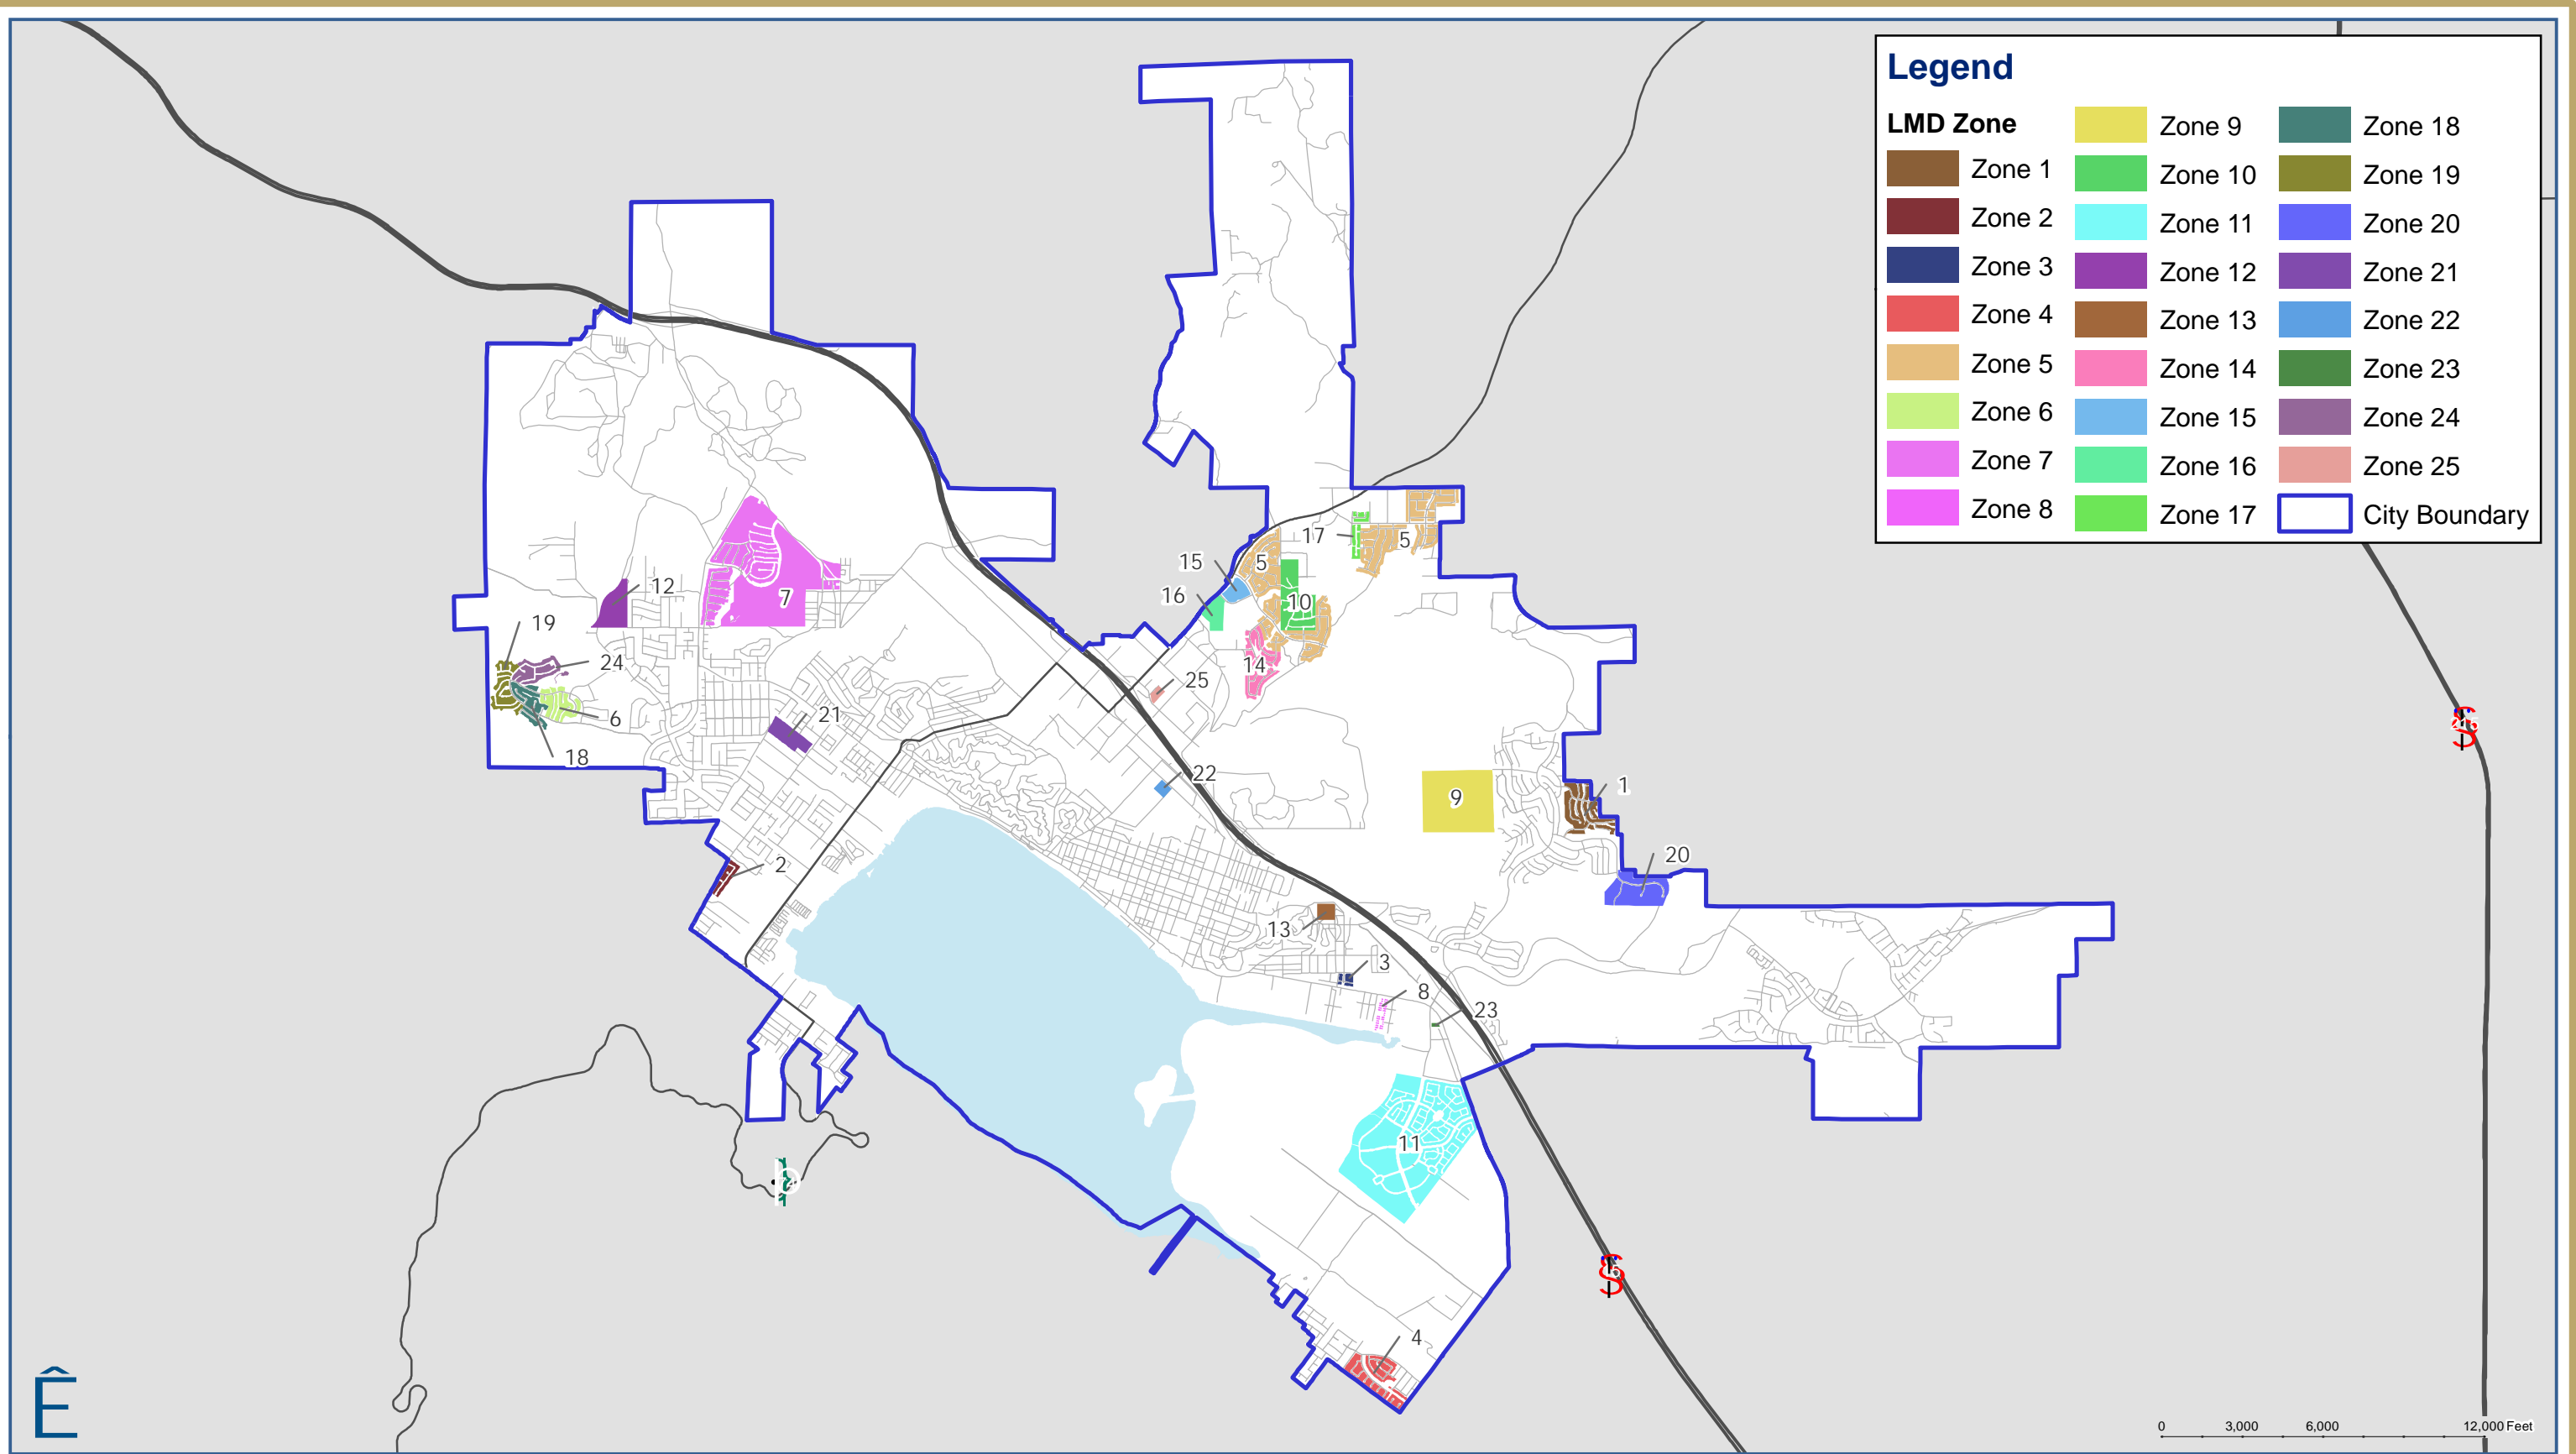 Legend
LMD Zone
Zone 1
Zone 2
Zone 3
Zone 4
Zone 5
Zone 6
Zone 7
Zone 8
Zone 9
Zone 10
Zone 11
Zone 12
Zone 13
Zone 14
Zone 15
Zone 16
Zone 17
Zone 18
Zone 19
Zone 20
Zone 21
Zone 22
Zone 23
Zone 24
Zone 25
City Boundary
17
5
15
5
16
10
12
7
19
24
14
25
6
21
18
22
9
1
2
20
13
3
8
23
11
4
Ê
0 3,000 6,000 12,000 Feet